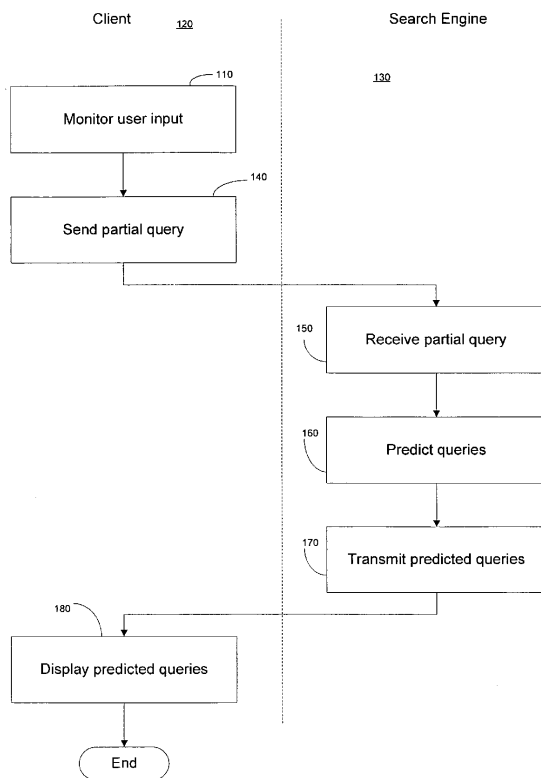 Client
120
Search Engine
130
110
Monitor user input
140
Send partial query
150
Receive partial query
160
Predict queries
170
Transmit predicted queries
180
Display predicted queries
End